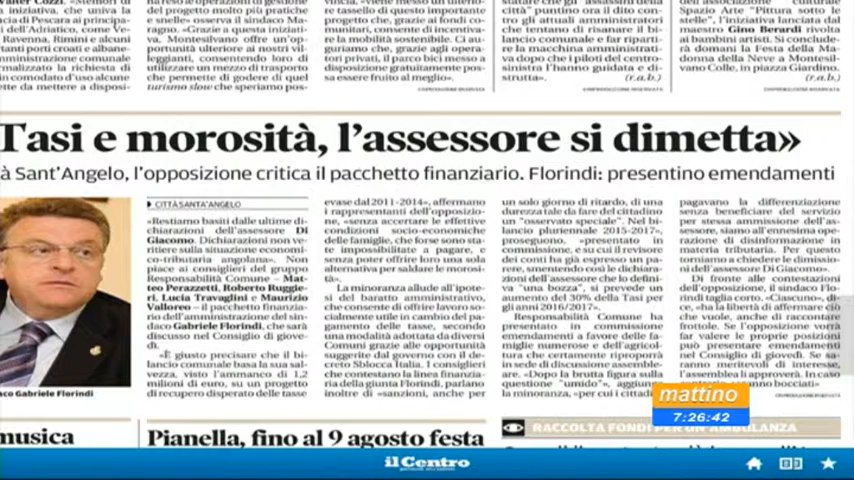 alter Cozzi. «Memori di
a iniziativa, che univa la
cia di Pescara ai principa-
i dell'Adriatico, come Ve-
Ravenna, Rimini e alcuni
tanti porti croati e albane-
mministrazione comunale
rmalizzato la richiesta di
in comodato d'uso alcune
tte da mettere a disposi-
to le operazioni di gestione
del progetto molto più pratiche
e snelle» osserva il sindaco Ma-
ragno. «Grazie a questa iniziati-
va, Montesilvano offre un'op-
portunità ulteriore ai nostri vil-
leggianti, consentendo loro di
utilizzare un mezzo di trasporto
che permette di godere di quel
turismo slow che speriamo pos-
vincia, «viene messo un ulterio-
re tassello di questo importante
progetto, che grazie ai fondi co-
munitari, consente di incentiva-
re la mobilità sostenibile. Ci au-
guriamo che, grazie agli opera-
tori privati, il parco bici messo a
disposizione gratuitamente pos-
sa essere fruito al meglio».
©RIPRODUZIONE RISERVATA
statare che gli "assassini della
città" puntino ora il dito con-
tro gli attuali amministratori
che tentano di risanare il bi-
lancio comunale e far riparti-
re la macchina amministrati-
va dopo che i piloti del centro-
sinistra l'hanno guidata e di-
strutta».
(r.a.b.)
©RIPRODUZIONE RISERVATA
dell'associazione culturale
Spazio Arte "Pittura sotto le
stelle", l'iniziativa lanciata dal
maestro Gino Berardi rivolta
ai bambini artisti. Si conclude-
rà domani la Festa della Ma-
donna della Neve a Montesil-
vano Colle, in piazza Giardino.
(r.a.b.)
©RIPRODUZIONE RISERVATA
Tasi e morosità, l'assessore si dimetta»
à Sant'Angelo, l'opposizione critica il pacchetto finanziario. Florindi: presentino emendamenti
aco Gabriele Florindi
CITTÀ SANT'ANGELO
«Restiamo basiti dalle ultime di-
chiarazioni dell'assessore Di
Giacomo. Dichiarazioni non ve-
ritiere sulla situazione economi-
co-tributaria angolana». Non
piace ai consiglieri del gruppo
Responsabilità Comune – Mat-
teo Perazzetti, Roberto Ruggie-
ri, Lucia Travaglini e Maurizio
Valloreo – il pacchetto finanzia-
rio dell'amministrazione del sin-
daco Gabriele Florindi, che sarà
discusso nel Consiglio di giove-
dì.
«È giusto precisare che il bi-
lancio comunale basa la sua sal-
vezza, visto l'ammanco di 1,2
milioni di euro, su un progetto
di recupero disperato delle tasse
evase dal 2011-2014», affermano
i rappresentanti dell'opposizio-
ne, «senza accertare le effettive
condizioni socio-economiche
delle famiglie, che forse sono sta-
te impossibilitate a pagare, e
senza poter offrire loro una sola
alternativa per saldare le morosi-
tà».
La minoranza allude all'ipote-
si del baratto amministrativo,
che consente di offrire lavoro so-
cialmente utile in cambio del pa-
gamento delle tasse, secondo
una modalità adottata da diversi
Comuni grazie alle opportunità
suggerite dal governo con il de-
creto Sblocca Italia. I consiglieri
che contestano la linea finanzia-
ria della giunta Florindi, parlano
inoltre di «sanzioni, anche per
un solo giorno di ritardo, di una
durezza tale da fare del cittadino
un "osservato speciale". Nel bi-
lancio pluriennale 2015-2017»,
proseguono, «presentato in
commissione, e su cui il revisore
dei conti ha già espresso un pa-
rere, smentendo così le dichiara-
zioni dell'assessore che lo defini-
va "una bozza", si prevede un
aumento del 30% della Tasi per
gli anni 2016/2017».
Responsabilità Comune ha
presentato in commissione
emendamenti a favore delle fa-
miglie numerose e dell'agricol-
tura che certamente riproporrà
in sede di discussione assemble-
are. «Dopo la brutta figura sulla
questione "umido"», aggiung
la minoranza, «per cui i cittad
pagavano la differenziazione
senza beneficiare del servizio
per stessa ammissione dell'as-
sessore, siamo all'ennesima ope-
razione di disinformazione in
materia tributaria. Per questo
torniamo a chiedere le dimissio-
ni dell'assessore Di Giacomo».
Di fronte alle contestazioni
dell'opposizione, il sindaco Flo-
rindi taglia corto. «Ciascuno», di-
ce, «ha la libertà di affermare ciò
che vuole, anche di raccontare
frottole. Se l'opposizione vorrà
far valere le proprie posizioni
può presentare emendamenti
nel Consiglio di giovedì. Se sa-
ranno meritevoli di interesse,
l'assemblea li approverà. In caso
saranno bocciati»
©RIPRODUZIONE RISERVATA
mattino
7:26:42
musica
Pianella, fino al 9 agosto festa
RACCOLTA FONDI PER UN'AMBULANZA
il Centro